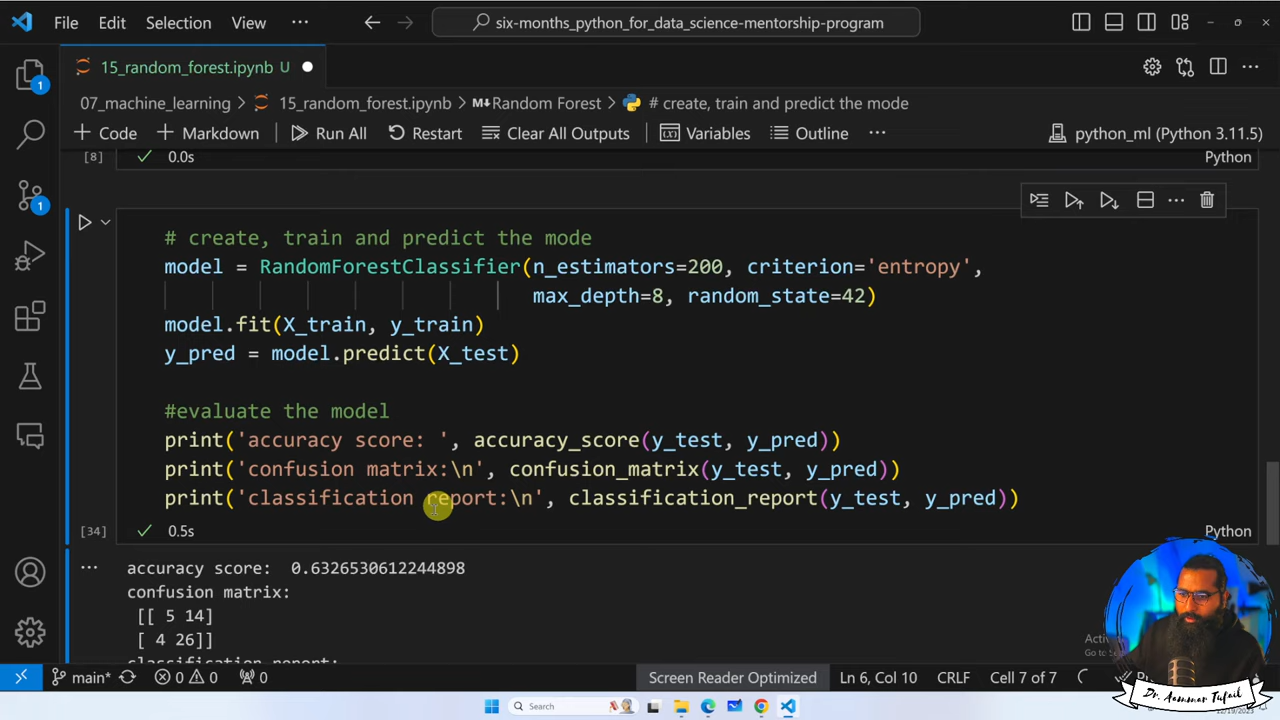 File Edit Selection View ··· six-months_python_for_data_science-mentorship-program
15_random_forest.ipynb U
07_machine_learning > 15_random_forest.ipynb > M↓Random Forest > # create, train and predict the mode
+ Code + Markdown Run All Restart Clear All Outputs Variables Outline ··· python_ml (Python 3.11.5)
[8] 0.0s Python
# create, train and predict the mode
model = RandomForestClassifier(n_estimators=200, criterion='entropy',
max_depth=8, random_state=42)
model.fit(X_train, y_train)
y_pred = model.predict(X_test)
#evaluate the model
print('accuracy score: ', accuracy_score(y_test, y_pred))
print('confusion matrix:\n', confusion_matrix(y_test, y_pred))
print('classification report:\n', classification_report(y_test, y_pred))
[34] 0.5s Python
accuracy score: 0.6326530612244898
confusion matrix:
[[ 5 14]
[ 4 26]]
classification report:
1
1
main* 0 0 0 Screen Reader Optimized Ln 6, Col 10 CRLF Cell 7 of 7
Search
Dr. Aammar Tufail